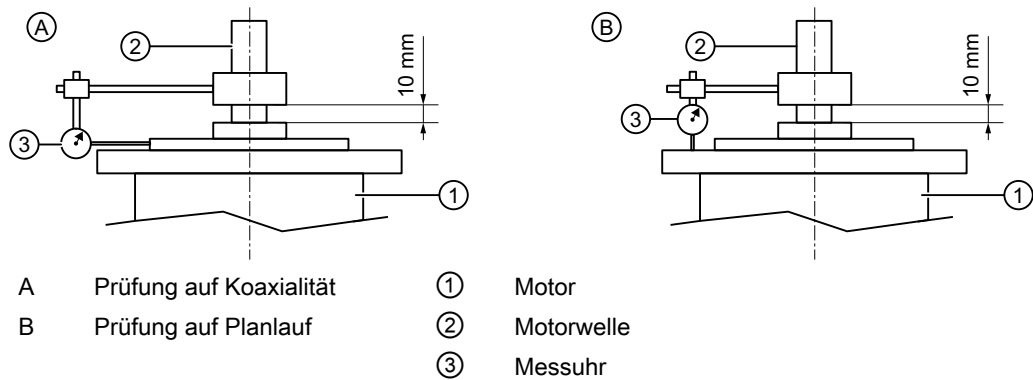 A
2
10 mm
3
1
B
2
10 mm
3
1
A Prüfung auf Koaxialität ① Motor
B Prüfung auf Planlauf ② Motorwelle
③ Messuhr